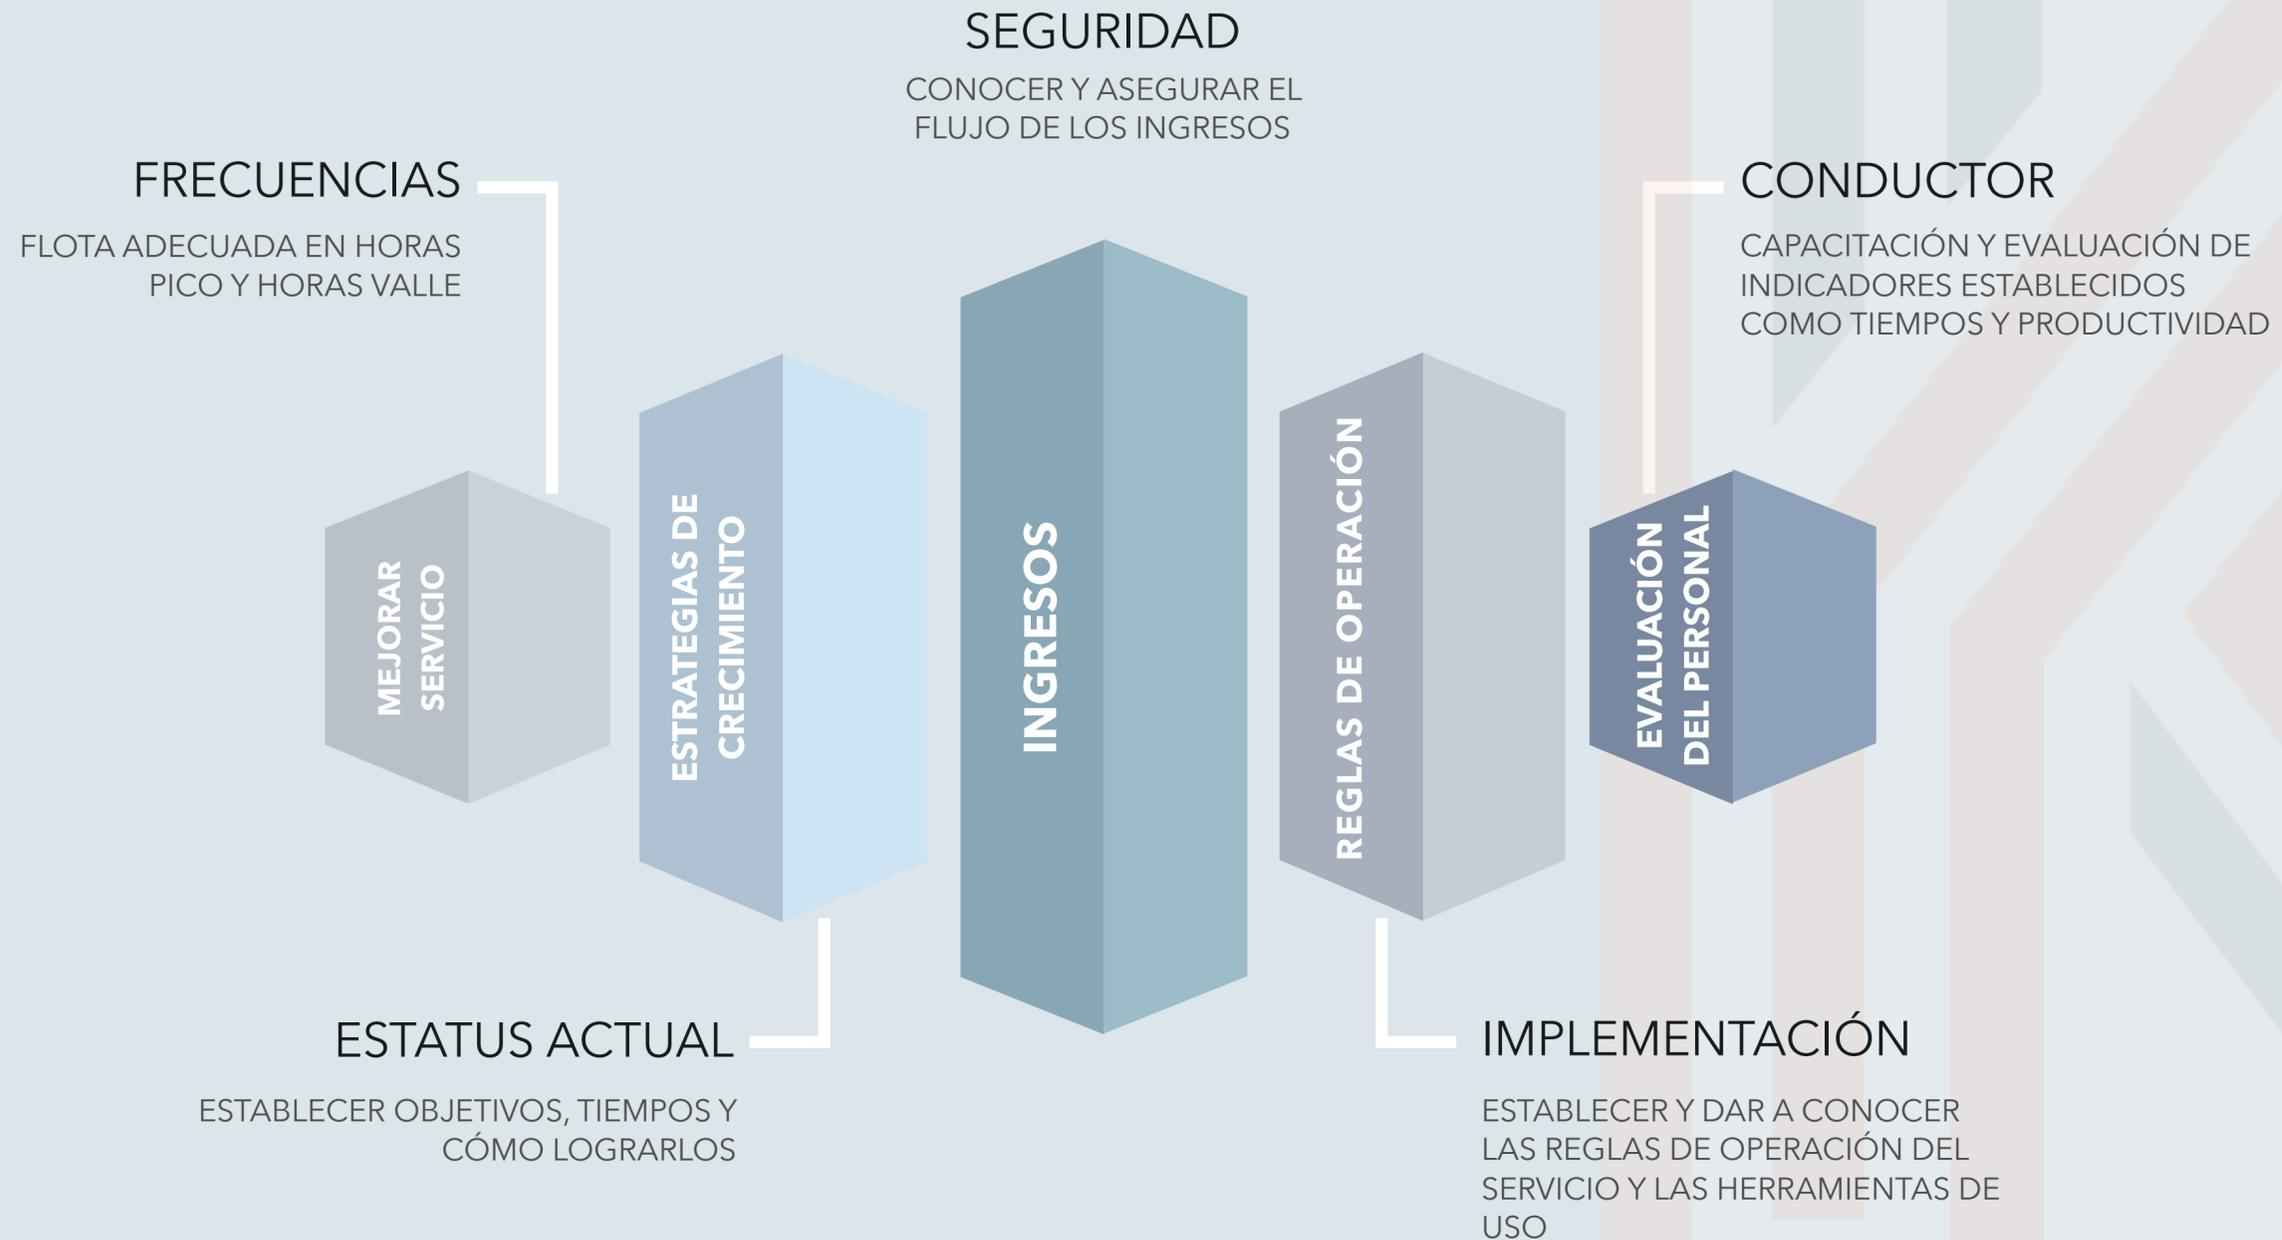 SEGURIDAD
CONOCER Y ASEGURAR EL
FLUJO DE LOS INGRESOS
FRECUENCIAS
FLOTA ADECUADA EN HORAS
PICO Y HORAS VALLE
CONDUCTOR
CAPACITACIÓN Y EVALUACIÓN DE
INDICADORES ESTABLECIDOS
COMO TIEMPOS Y PRODUCTIVIDAD
MEJORAR
SERVICIO
ESTRATEGIAS DE
CRECIMIENTO
INGRESOS
REGLAS DE OPERACIÓN
EVALUACIÓN
DEL PERSONAL
ESTATUS ACTUAL
ESTABLECER OBJETIVOS, TIEMPOS Y
CÓMO LOGRARLOS
IMPLEMENTACIÓN
ESTABLECER Y DAR A CONOCER
LAS REGLAS DE OPERACIÓN DEL
SERVICIO Y LAS HERRAMIENTAS DE
USO